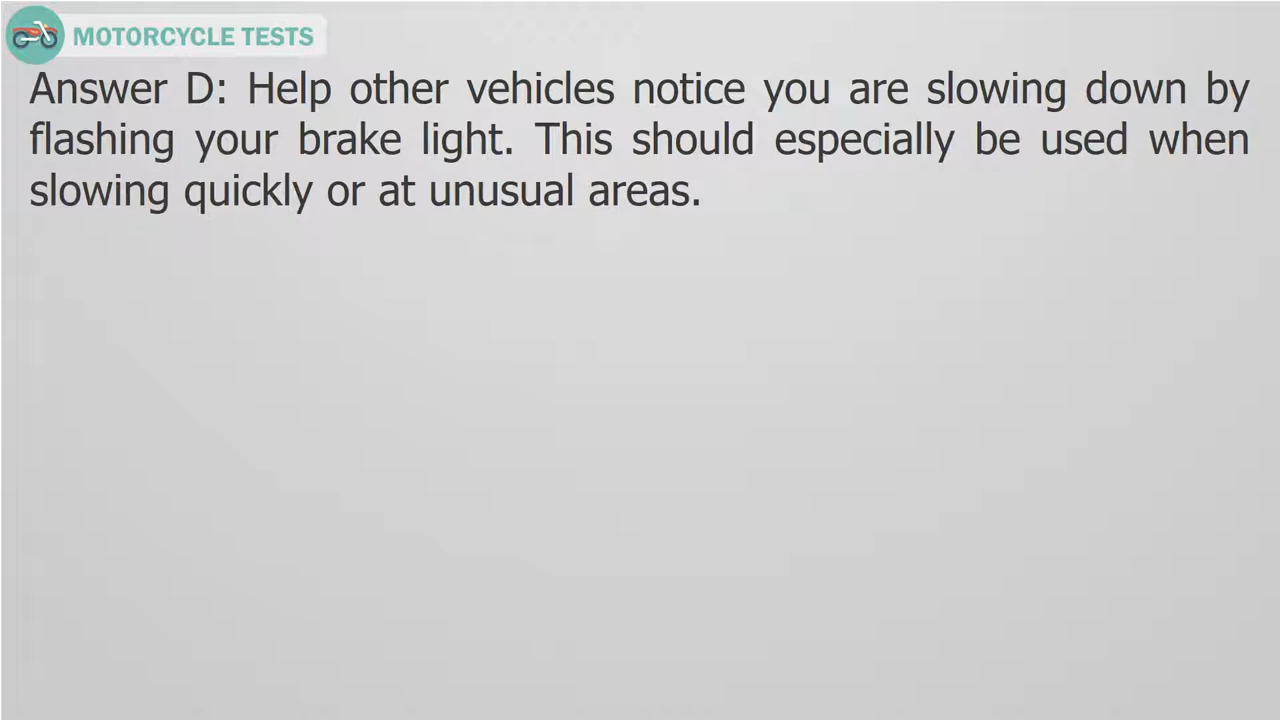 MOTORCYCLE TESTS
Answer D: Help other vehicles notice you are slowing down by
flashing your brake light. This should especially be used when
slowing quickly or at unusual areas.